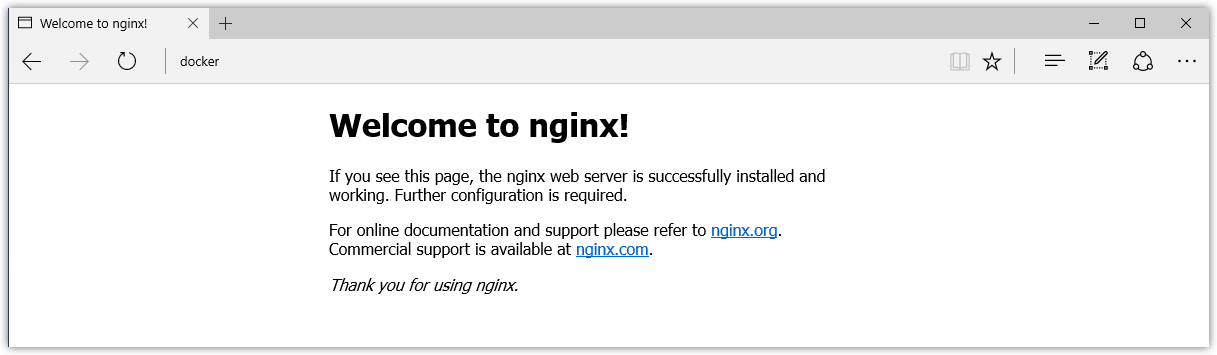 Welcome to nginx!
docker
Welcome to nginx!
If you see this page, the nginx web server is successfully installed and
working. Further configuration is required.
For online documentation and support please refer to nginx.org.
Commercial support is available at nginx.com.
Thank you for using nginx.